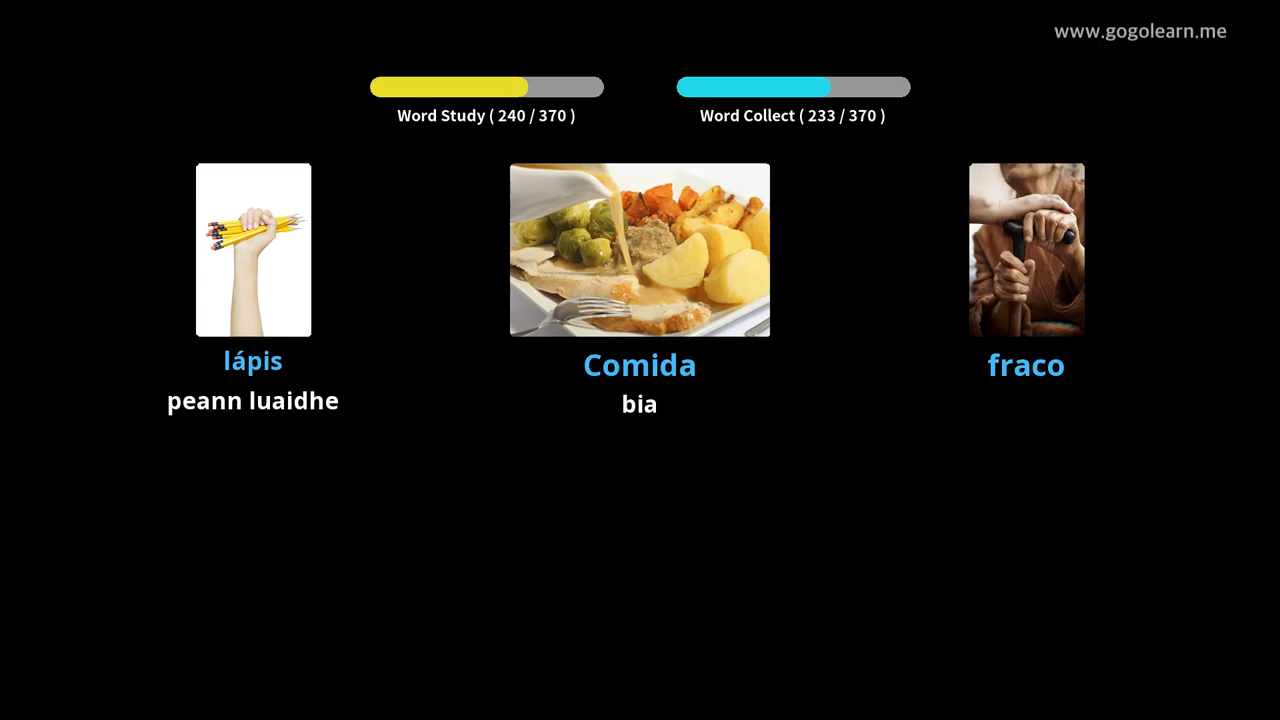 www.gogolearn.me
Word Study ( 240 / 370 )
Word Collect ( 233 / 370 )
lápis
peann luaidhe
Comida
bia
fraco